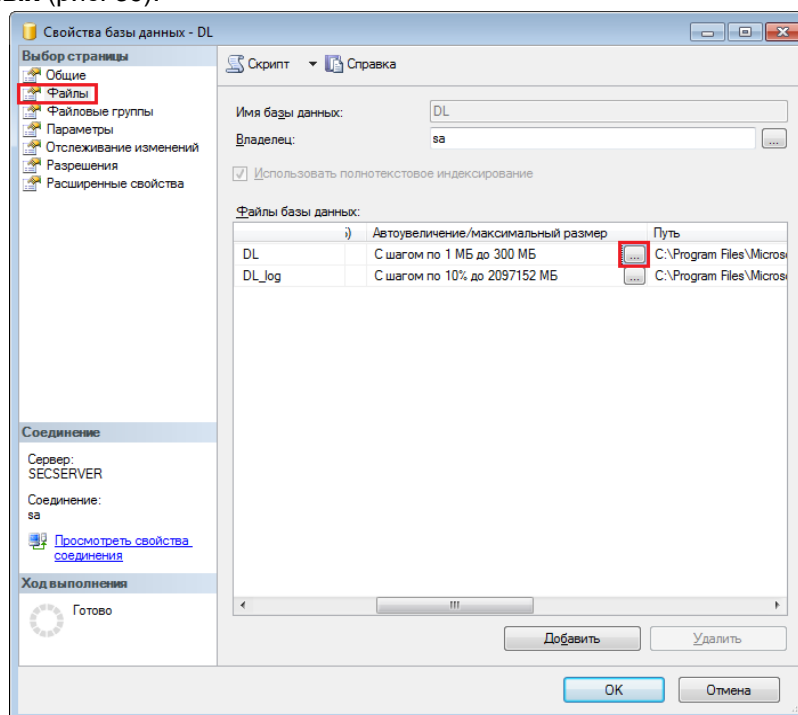 Свойства базы данных - DL
Выбор страницы
Общие
Файлы
Файловые группы
Параметры
Отслеживание изменений
Разрешения
Расширенные свойства
Скрипт
Справка
Имя базы данных: DL
Владелец: sa ...
Использовать полнотекстовое индексирование
Файлы базы данных:
) Автоувеличение/максимальный размер Путь
DL С шагом по 1 МБ до 300 МБ ... C:\Program Files\Micros
DL_log С шагом по 10% до 2097152 МБ ... C:\Program Files\Micros
Соединение
Сервер:
SECSERVER
Соединение:
sa
Просмотреть свойства
соединения
Ход выполнения
Готово
Добавить Удалить
OK Отмена